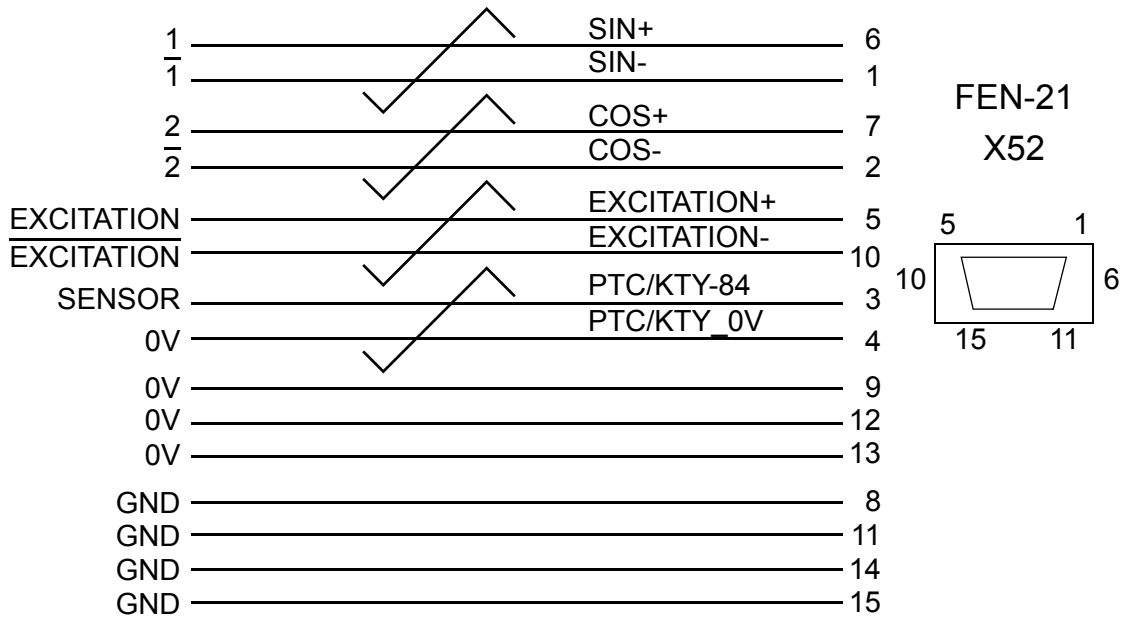 1 SIN+ 6
1̅ SIN- 1
2 COS+ 7
2̅ COS- 2
EXCITATION EXCITATION+ 5
E̅X̅C̅I̅T̅A̅T̅I̅O̅N̅ EXCITATION- 10
SENSOR PTC/KTY-84 3
0V PTC/KTY_0V 4
0V 9
0V 12
0V 13
GND 8
GND 11
GND 14
GND 15
FEN-21
X52
5 1
10 6
15 11